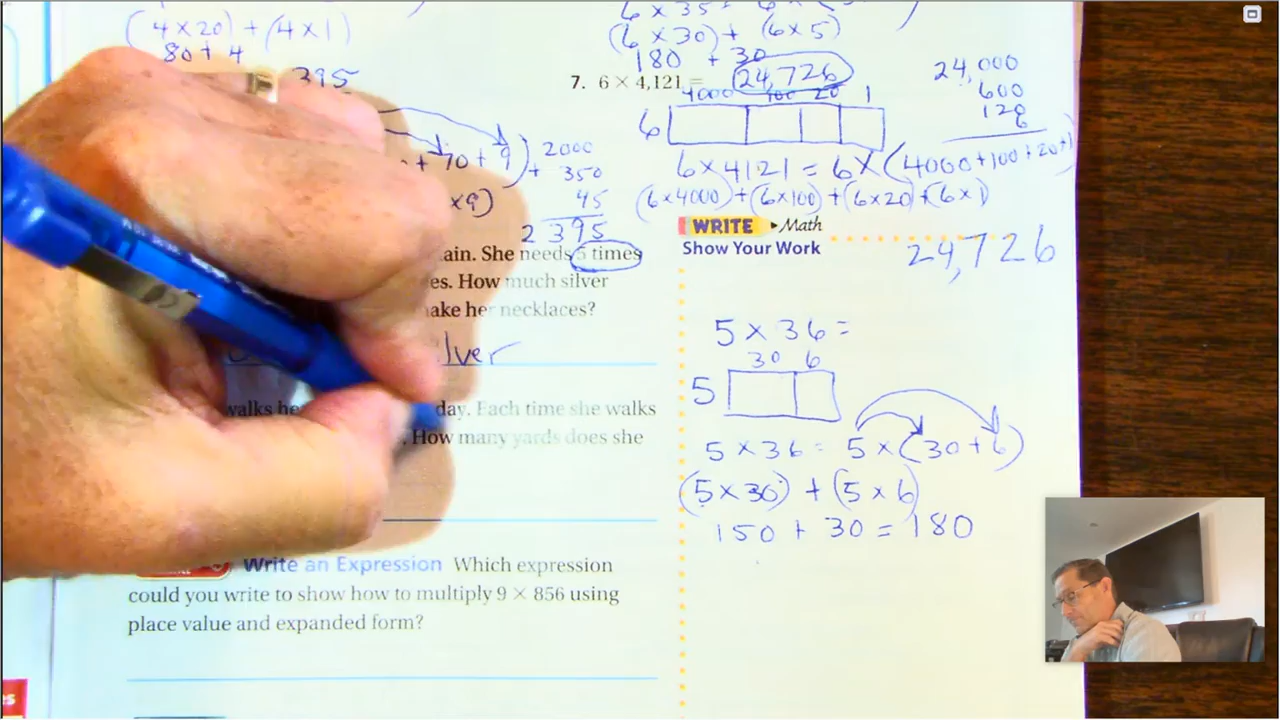 (4 × 20) + (4 × 1)
80 + 4
395
6 × 35 =
(6 × 30) + (6 × 5)
180 + 30
7. 6 × 4,121 = 24,726
4000 100 20 1
6
24,000
600
120
6
+ 70 + 9)
× 9)
2000
+ 350
45
2395
6 × 4121 = 6 × (4000 + 100 + 20 + 1)
(6 × 4000) + (6 × 100) + (6 × 20) + (6 × 1)
24,726
WRITE Math
Show Your Work
ain. She needs 5 times
es. How much silver
ake her necklaces?
lver
walks he day. Each time she walks
. How many yards does she
5 × 36 =
30 6
5
5 × 36 = 5 × (30 + 6)
(5 × 30) + (5 × 6)
150 + 30 = 180
Write an Expression Which expression
could you write to show how to multiply 9 × 856 using
place value and expanded form?